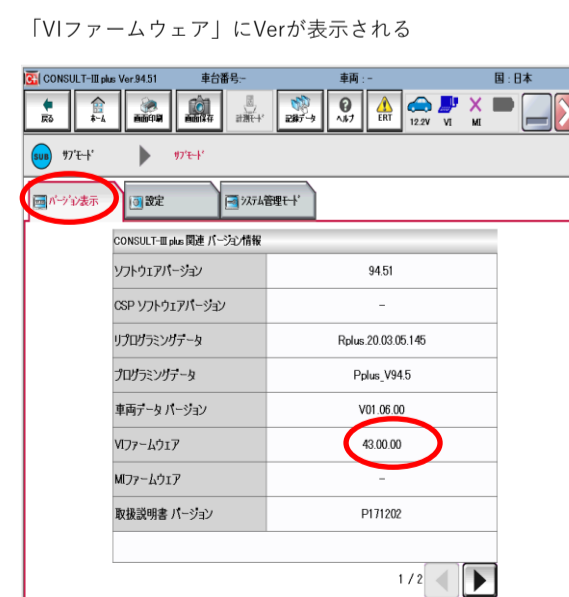 「VIファームウェア」にVerが表示される
CONSULT-III plus Ver.94.51 車台番号:- 車両 : - 国 : 日本
戻る ホーム 画面印刷 画面保存 計測モード 記録データ ヘルプ ERT 12.2V VI MI
SUB サブモード サブモード
バージョン表示 設定 システム管理モード
CONSULT-III plus 関連 バージョン情報
ソフトウェアバージョン 94.51
CSP ソフトウェアバージョン -
リプログラミングデータ Rplus.20.03.05.145
プログラミングデータ Pplus_V94.5
車両データ バージョン V01.06.00
VIファームウェア 43.00.00
MIファームウェア -
取扱説明書 バージョン P171202
1 / 2